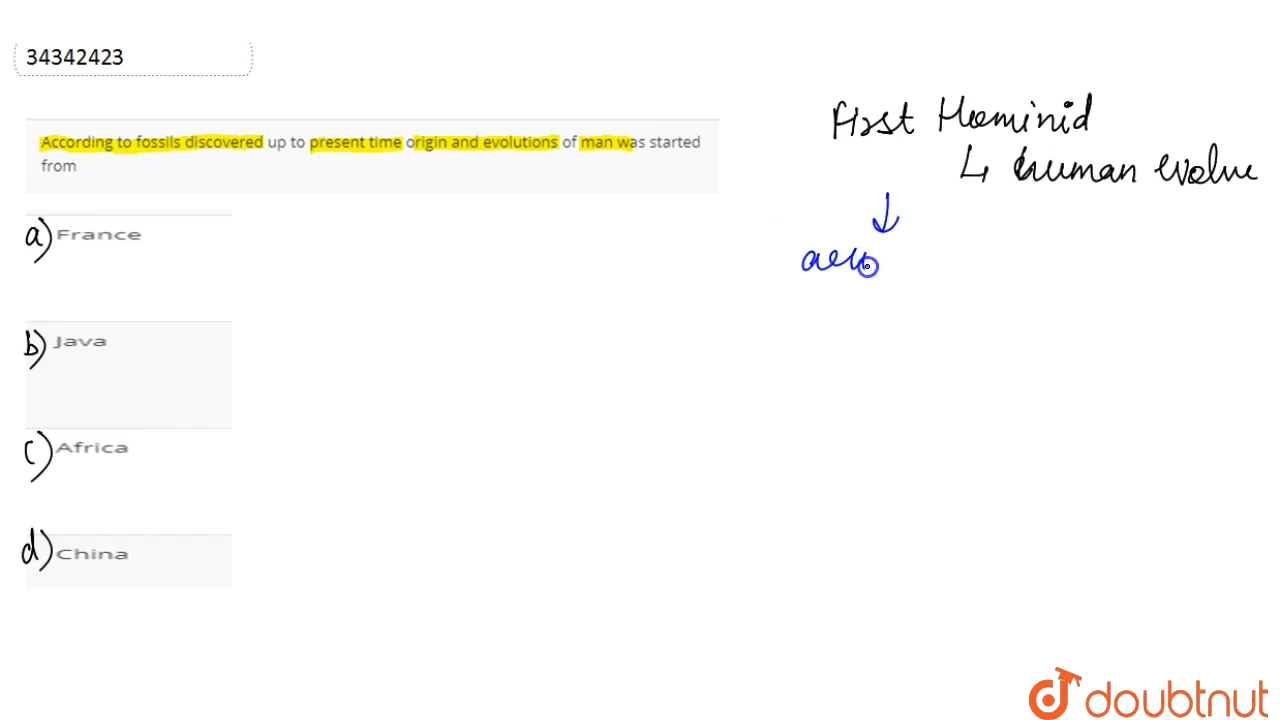 34342423
According to fossils discovered up to present time origin and evolutions of man was started
from
a) France
b) Java
c) Africa
d) China
First Hominid
↳ human evolve
↓
doubtnut